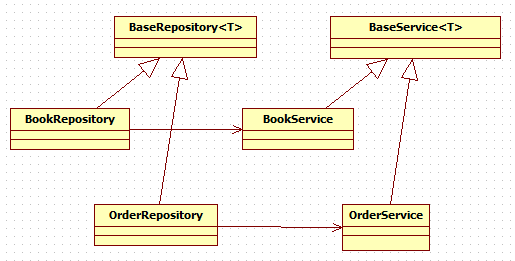 BaseRepository<T>
BaseService<T>
BookRepository
BookService
OrderRepository
OrderService